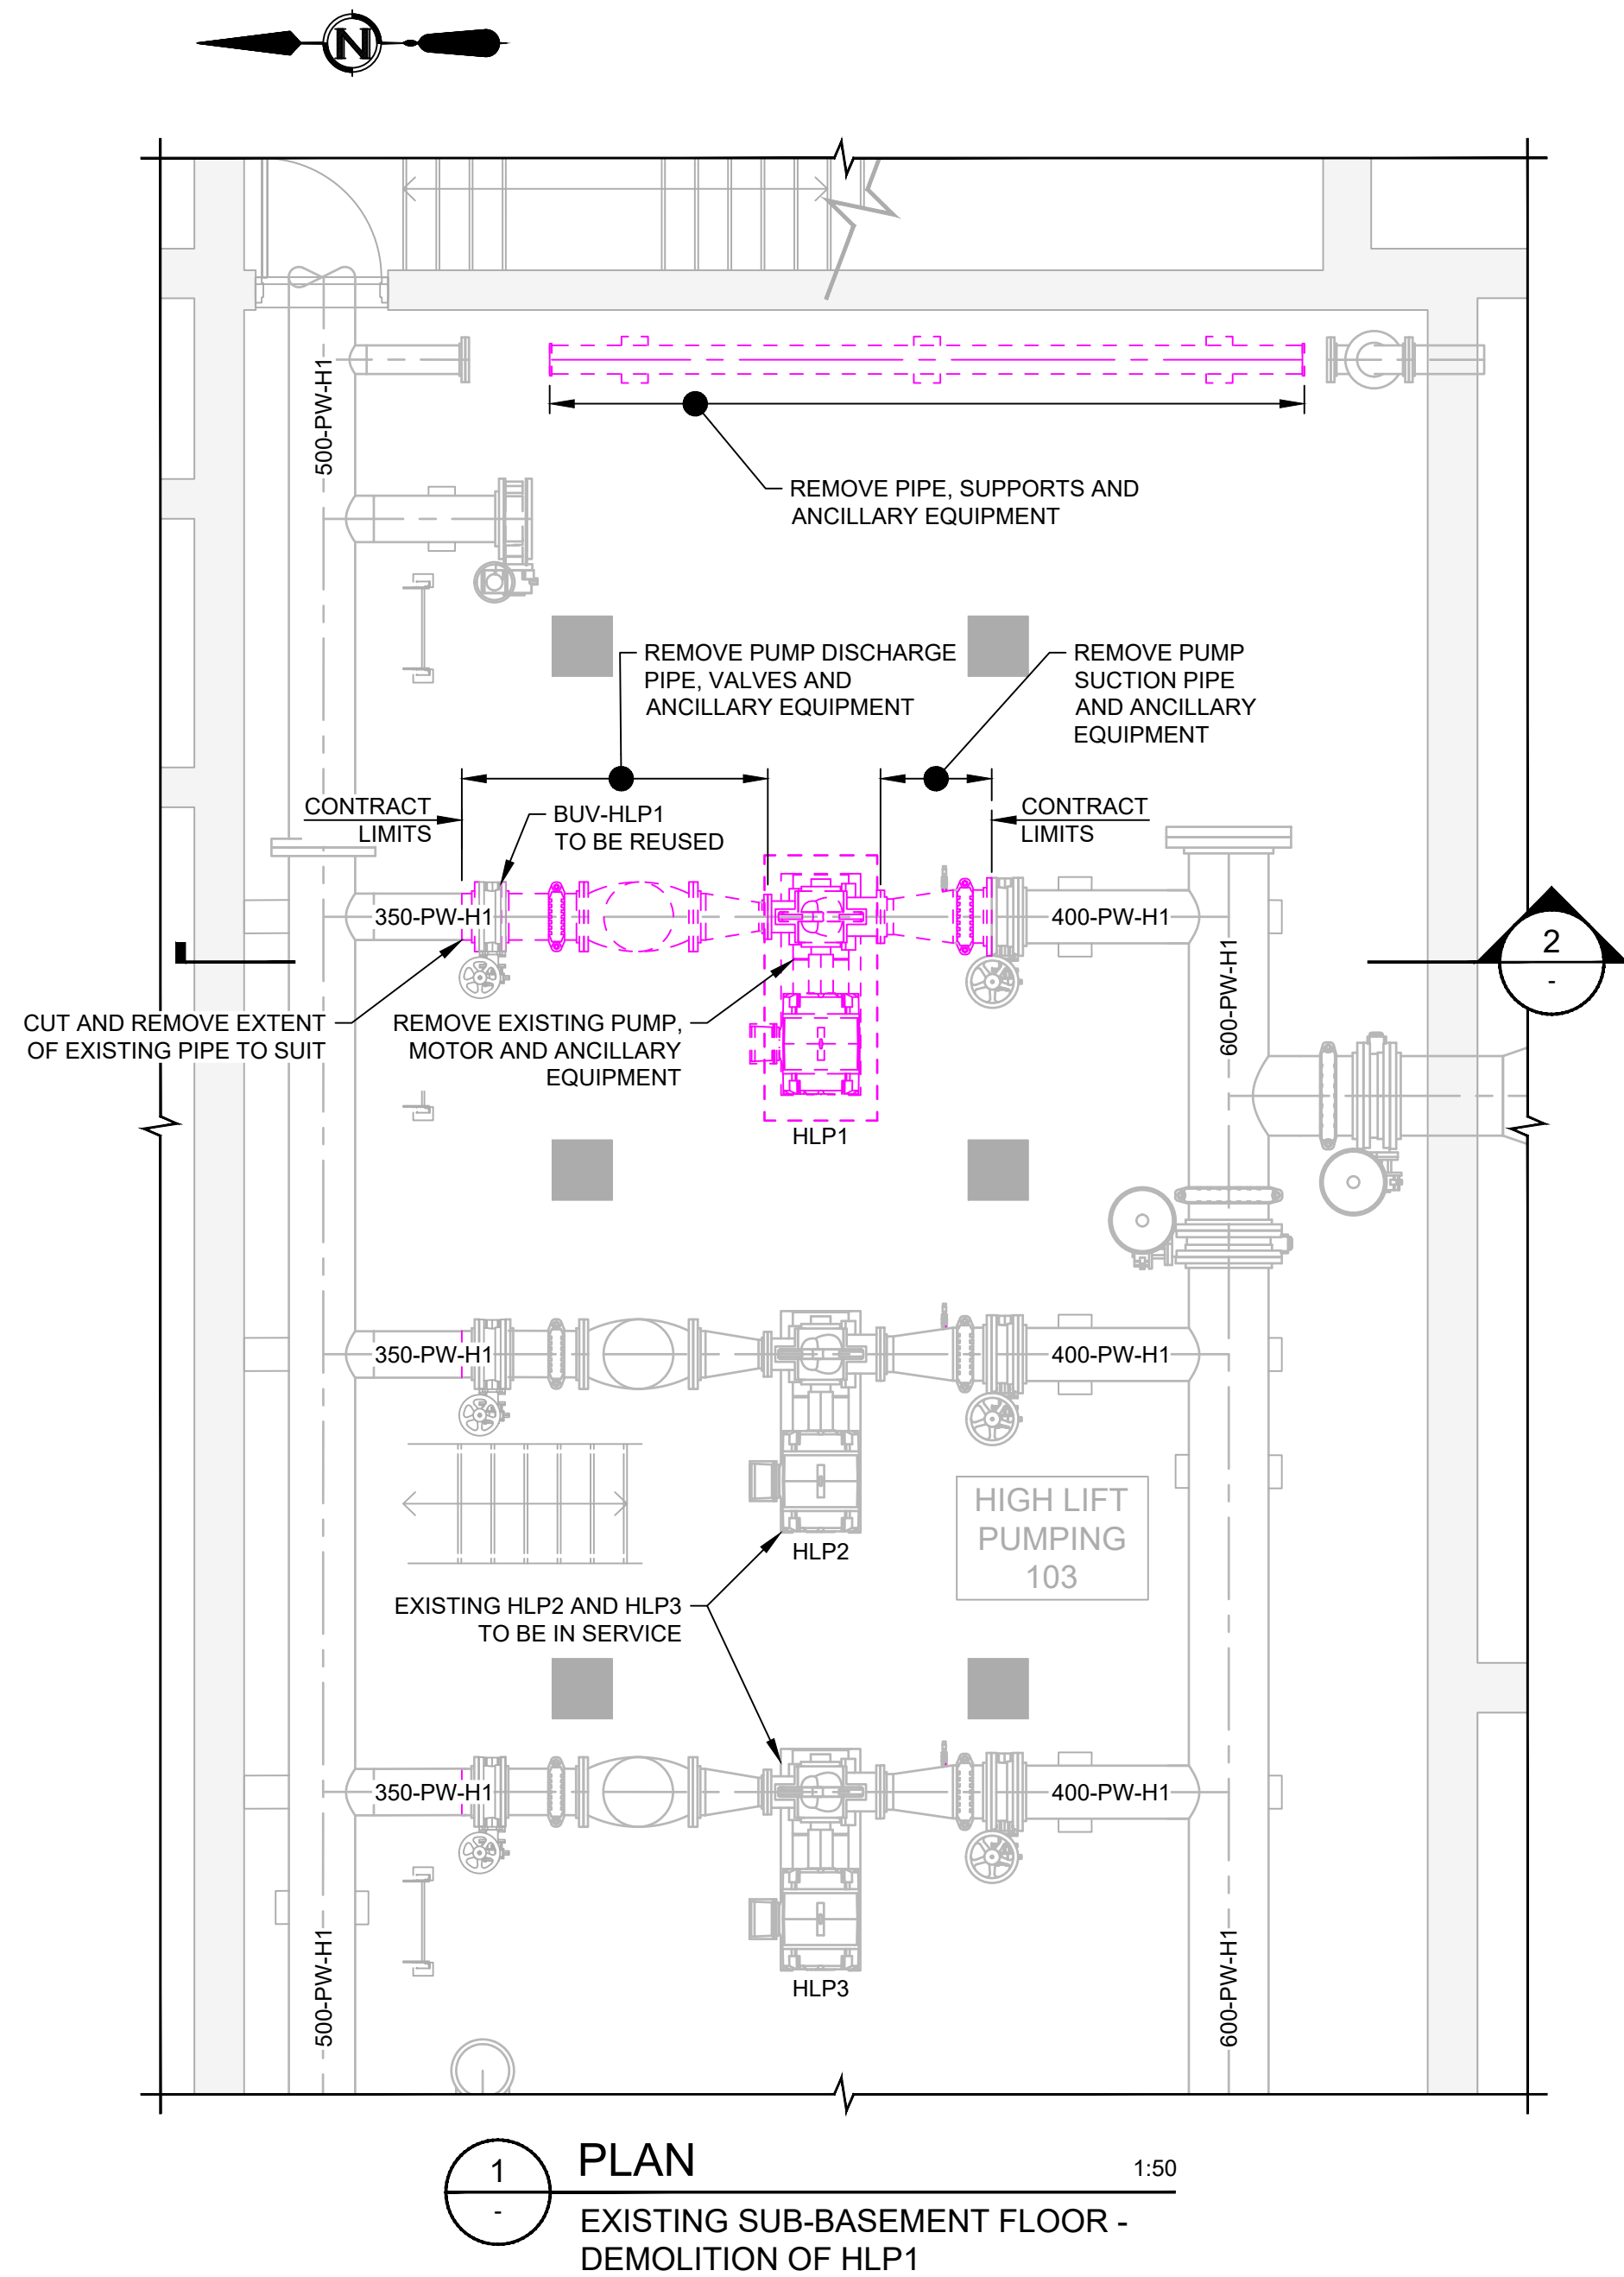 N
500-PW-H1
REMOVE PIPE, SUPPORTS AND
ANCILLARY EQUIPMENT
REMOVE PUMP DISCHARGE
PIPE, VALVES AND
ANCILLARY EQUIPMENT
REMOVE PUMP
SUCTION PIPE
AND ANCILLARY
EQUIPMENT
CONTRACT
LIMITS
BUV-HLP1
TO BE REUSED
CONTRACT
LIMITS
350-PW-H1
400-PW-H1
600-PW-H1
2
-
CUT AND REMOVE EXTENT
OF EXISTING PIPE TO SUIT
REMOVE EXISTING PUMP,
MOTOR AND ANCILLARY
EQUIPMENT
HLP1
350-PW-H1
400-PW-H1
HIGH LIFT
PUMPING
103
HLP2
EXISTING HLP2 AND HLP3
TO BE IN SERVICE
350-PW-H1
400-PW-H1
500-PW-H1
600-PW-H1
HLP3
1
-
PLAN
1:50
EXISTING SUB-BASEMENT FLOOR -
DEMOLITION OF HLP1